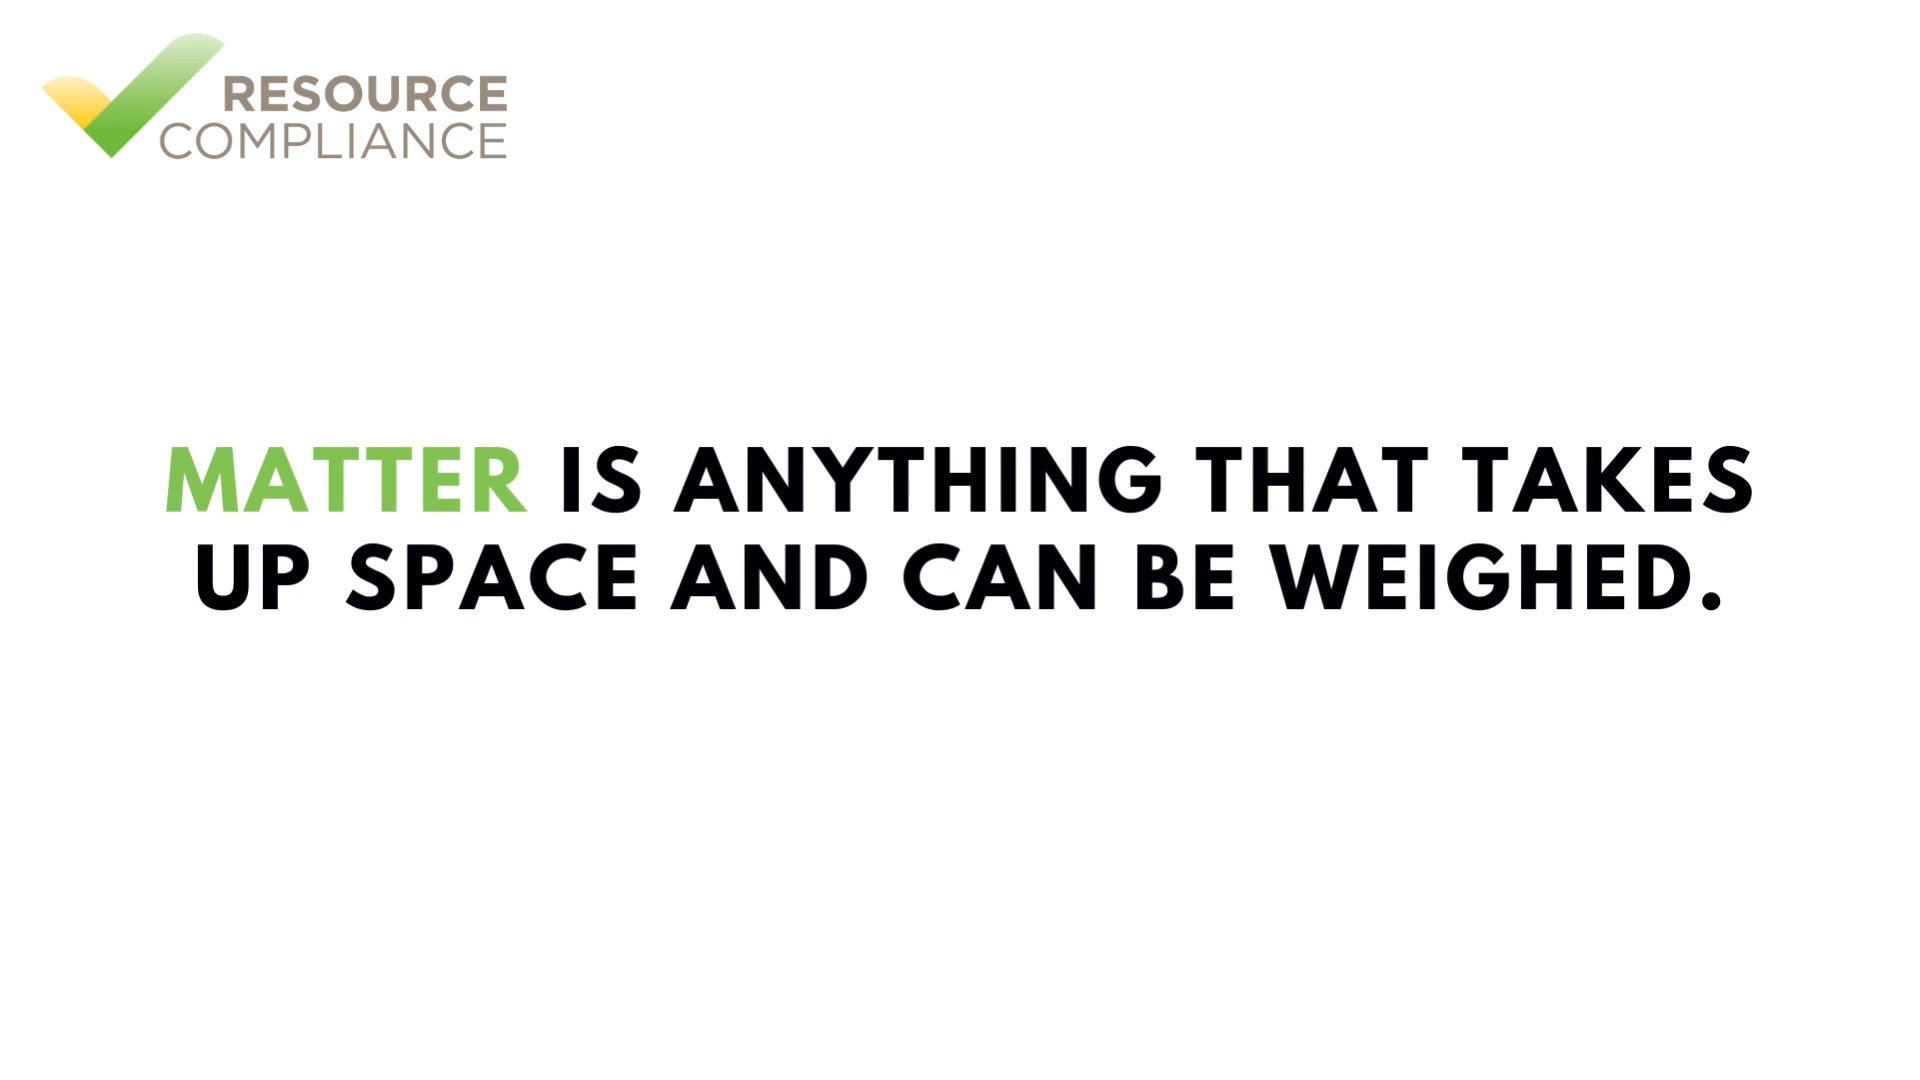 RESOURCE
COMPLIANCE
MATTER IS ANYTHING THAT TAKES
UP SPACE AND CAN BE WEIGHED.